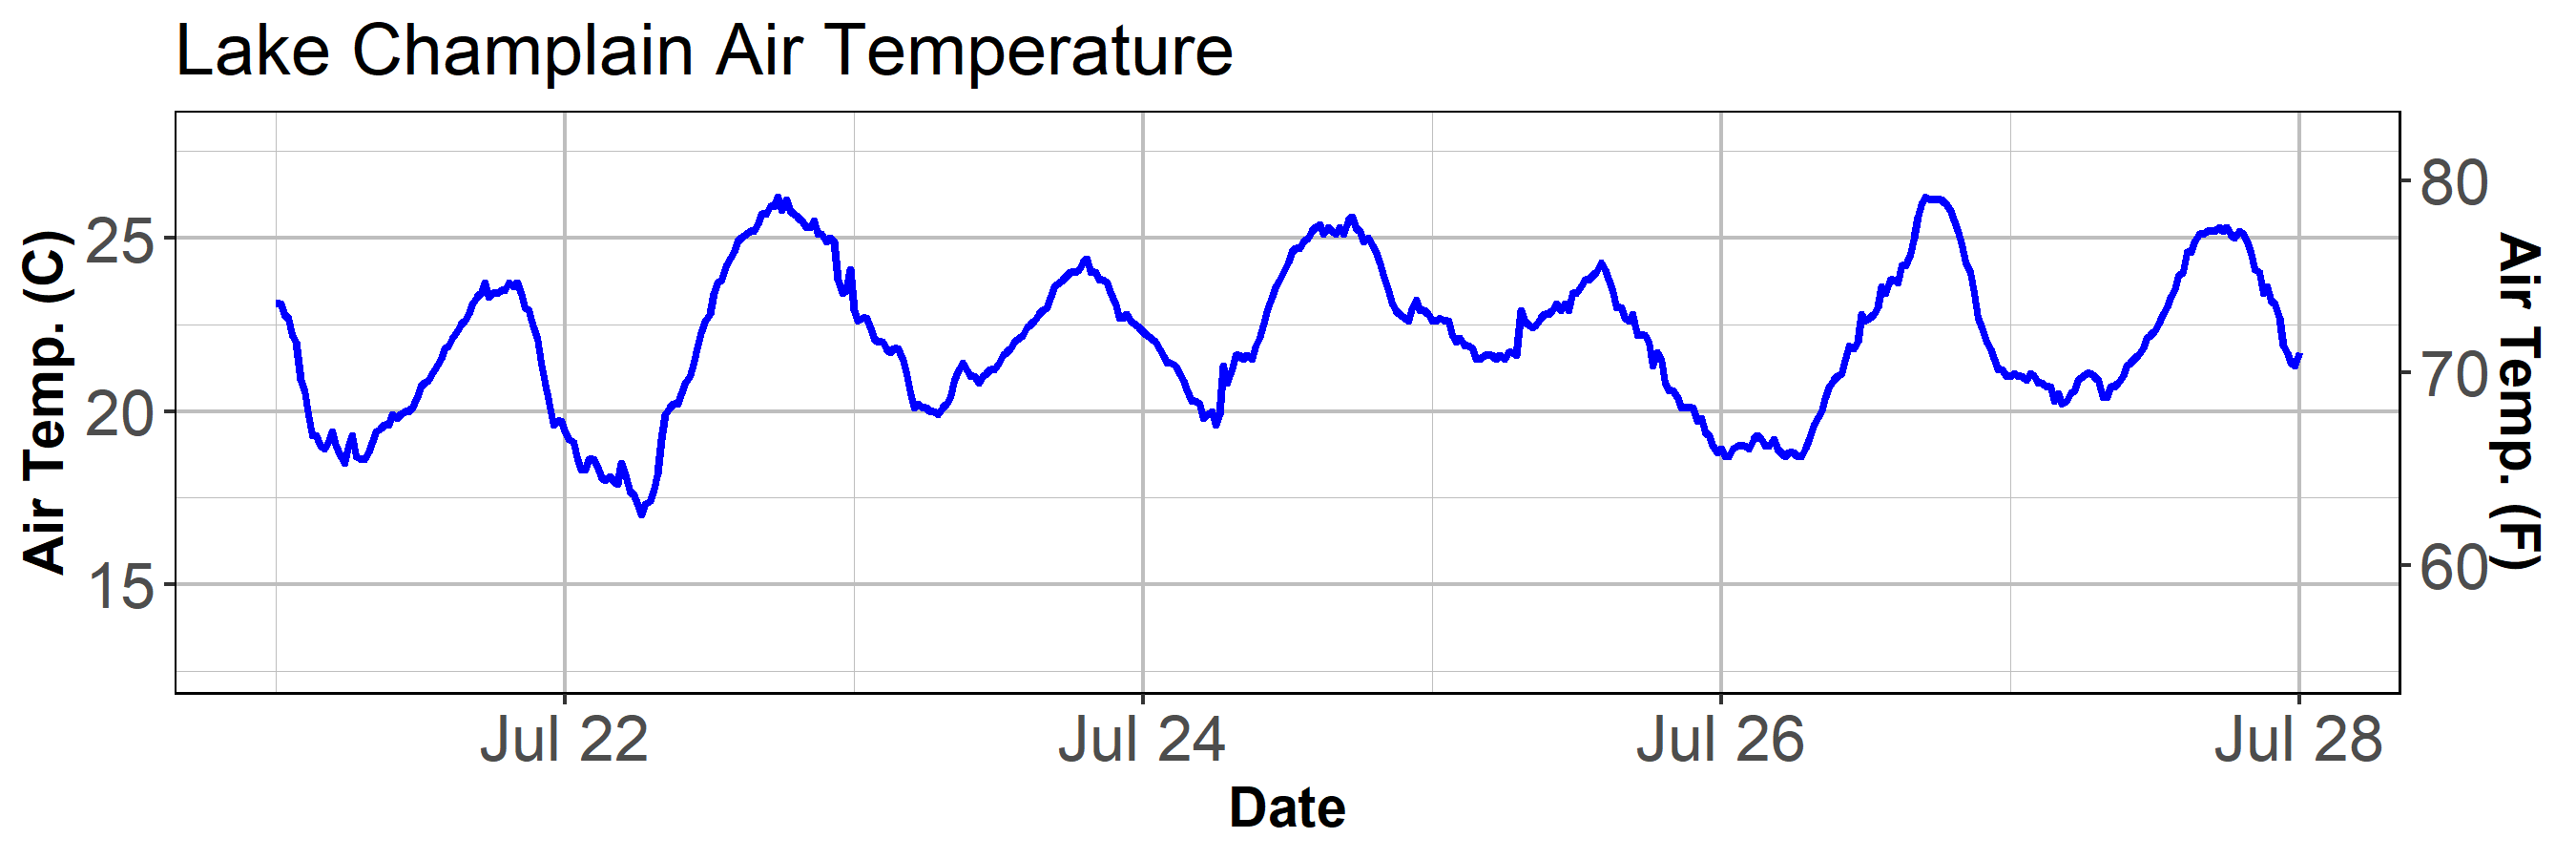 Lake Champlain Air Temperature
Air Temp. (C)
25
20
15
80
70
60
Air Temp. (F)
Jul 22
Jul 24
Jul 26
Jul 28
Date